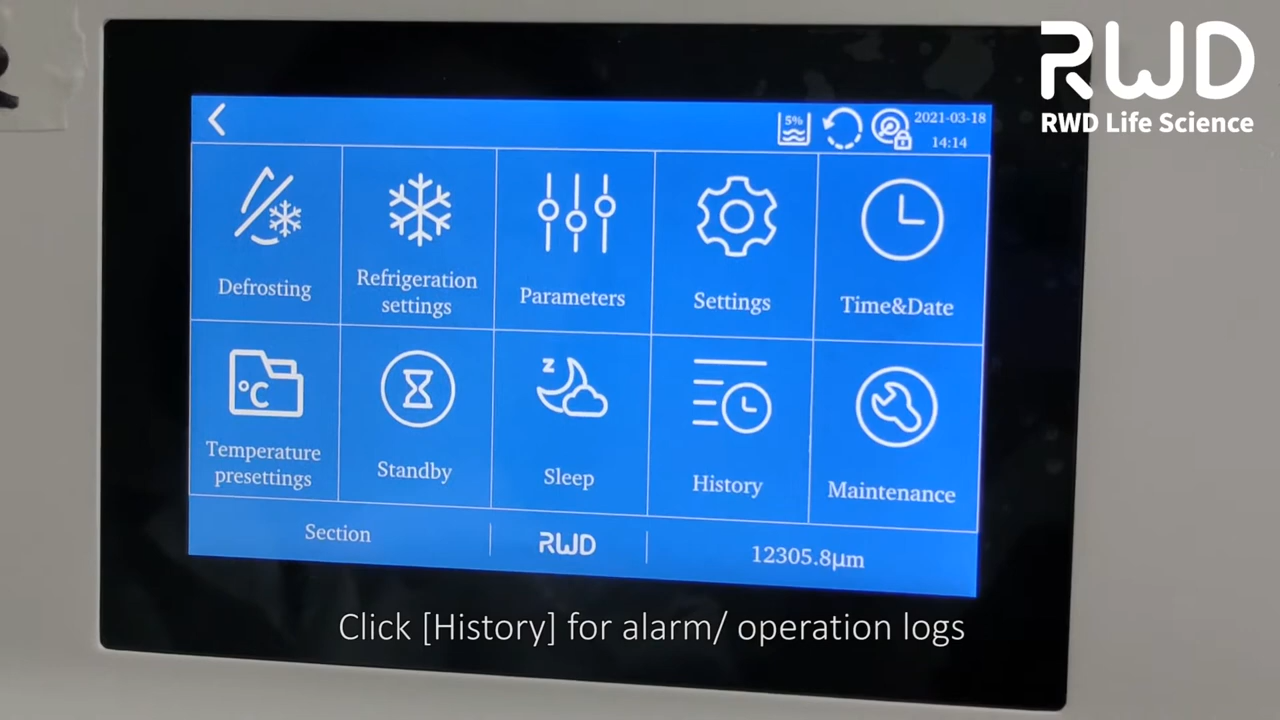 RWD
RWD Life Science
5%
2021-03-18
14:14
Defrosting
Refrigeration
settings
Parameters
Settings
Time&Date
°C
Temperature
presettings
Standby
z
Sleep
History
Maintenance
Section
RWD
12305.8μm
Click [History] for alarm/ operation logs